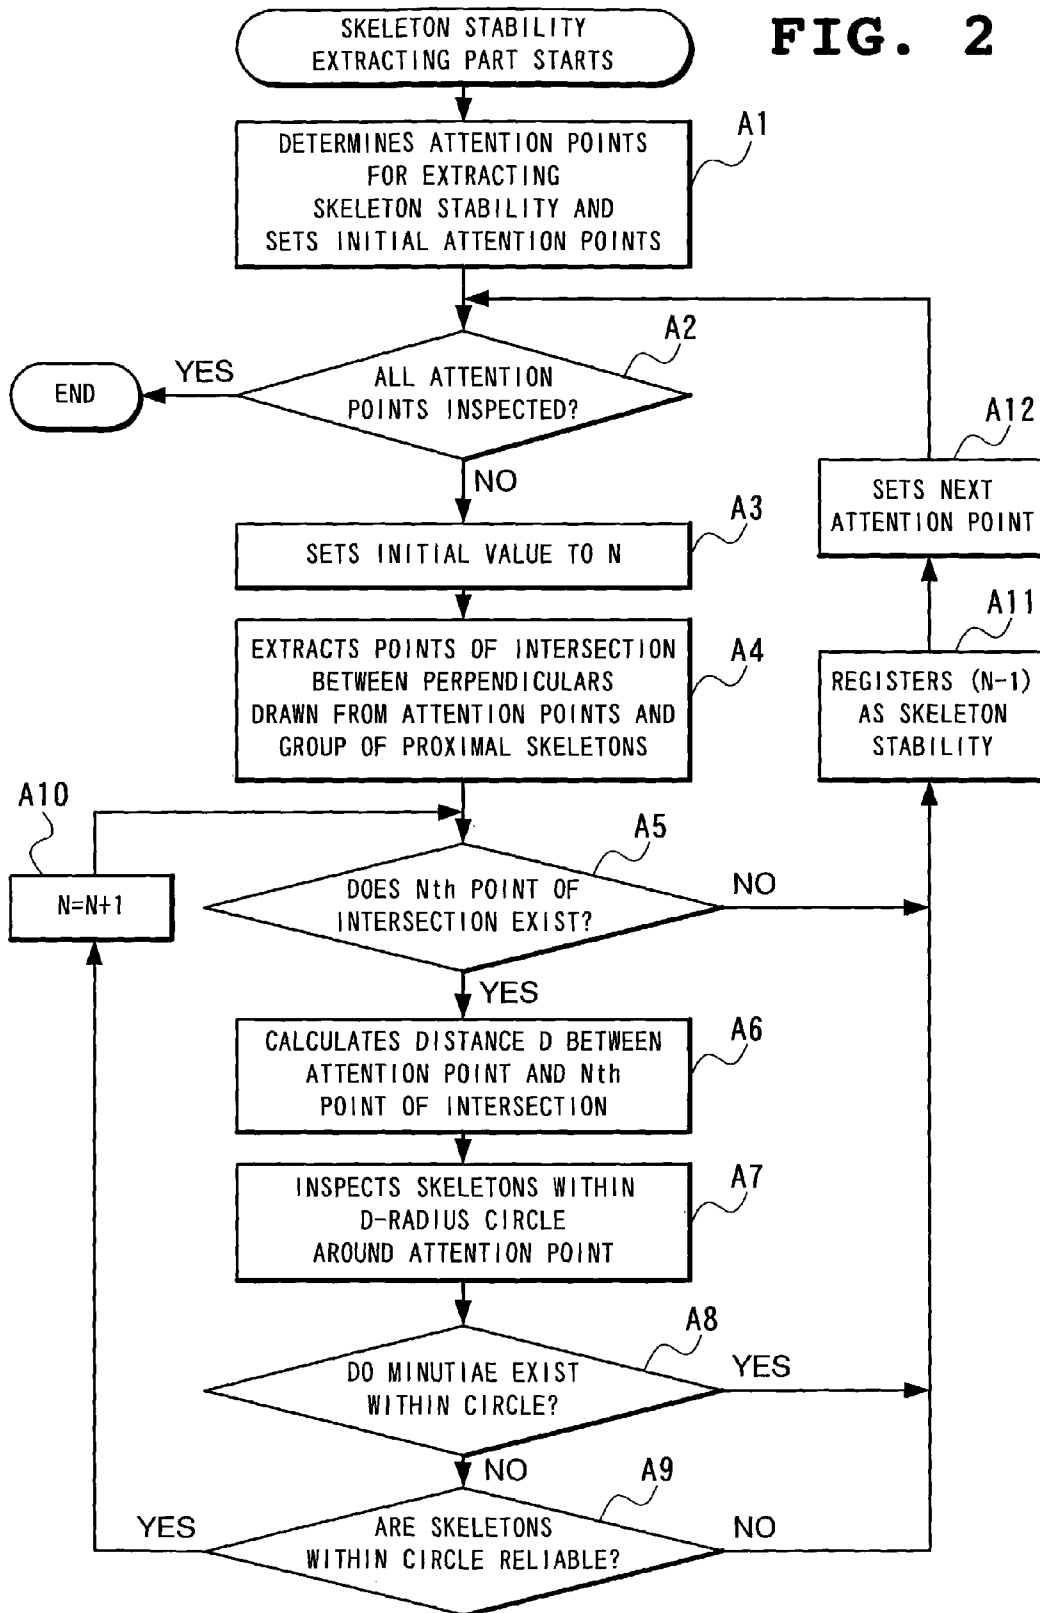 FIG. 2
SKELETON STABILITY
EXTRACTING PART STARTS
A1
DETERMINES ATTENTION POINTS
FOR EXTRACTING
SKELETON STABILITY AND
SETS INITIAL ATTENTION POINTS
A2
ALL ATTENTION
POINTS INSPECTED?
YES
END
NO
A3
SETS INITIAL VALUE TO N
A4
EXTRACTS POINTS OF INTERSECTION
BETWEEN PERPENDICULARS
DRAWN FROM ATTENTION POINTS AND
GROUP OF PROXIMAL SKELETONS
A5
DOES Nth POINT OF
INTERSECTION EXIST?
NO
YES
A6
CALCULATES DISTANCE D BETWEEN
ATTENTION POINT AND Nth
POINT OF INTERSECTION
A7
INSPECTS SKELETONS WITHIN
D-RADIUS CIRCLE
AROUND ATTENTION POINT
A8
DO MINUTIAE EXIST
WITHIN CIRCLE?
YES
NO
A9
ARE SKELETONS
WITHIN CIRCLE RELIABLE?
YES
NO
A10
N=N+1
A11
REGISTERS (N-1)
AS SKELETON
STABILITY
A12
SETS NEXT
ATTENTION POINT